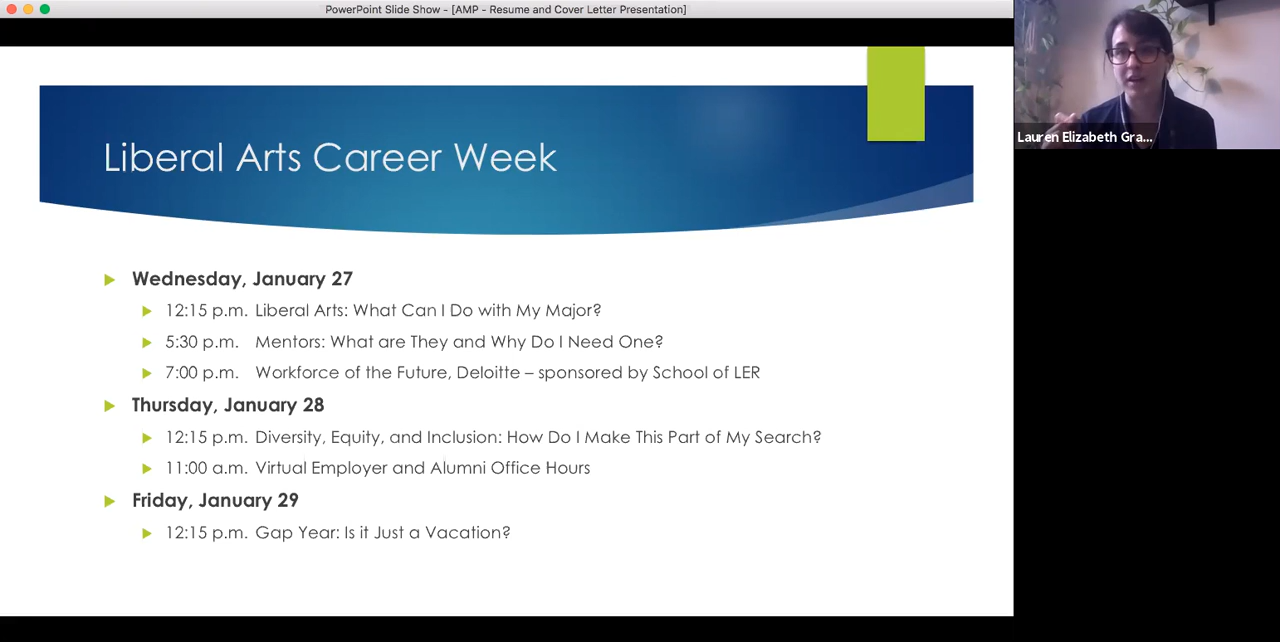 PowerPoint Slide Show - [AMP - Resume and Cover Letter Presentation]
Lauren Elizabeth Gra...
Liberal Arts Career Week
Wednesday, January 27
12:15 p.m. Liberal Arts: What Can I Do with My Major?
5:30 p.m. Mentors: What are They and Why Do I Need One?
7:00 p.m. Workforce of the Future, Deloitte – sponsored by School of LER
Thursday, January 28
12:15 p.m. Diversity, Equity, and Inclusion: How Do I Make This Part of My Search?
11:00 a.m. Virtual Employer and Alumni Office Hours
Friday, January 29
12:15 p.m. Gap Year: Is it Just a Vacation?